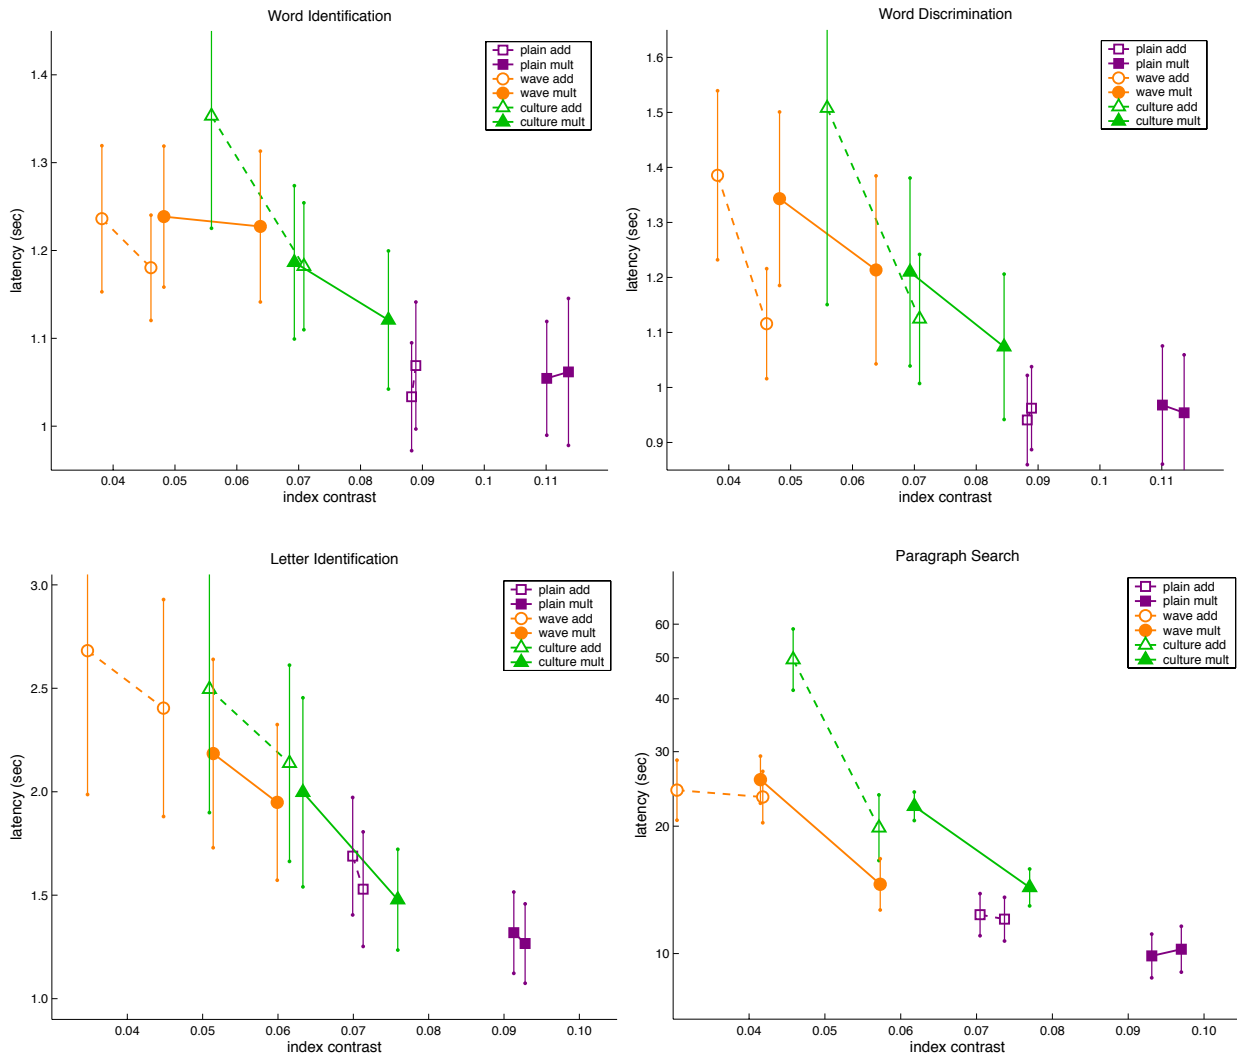 Word Identification
plain add
plain mult
wave add
wave mult
culture add
culture mult
latency (sec)
1.4
1.3
1.2
1.1
1
0.04 0.05 0.06 0.07 0.08 0.09 0.1 0.11
index contrast
Word Discrimination
plain add
plain mult
wave add
wave mult
culture add
culture mult
latency (sec)
1.6
1.5
1.4
1.3
1.2
1.1
1
0.9
0.04 0.05 0.06 0.07 0.08 0.09 0.1 0.11
index contrast
Letter Identification
plain add
plain mult
wave add
wave mult
culture add
culture mult
latency (sec)
3.0
2.5
2.0
1.5
1.0
0.04 0.05 0.06 0.07 0.08 0.09 0.10
index contrast
Paragraph Search
plain add
plain mult
wave add
wave mult
culture add
culture mult
latency (sec)
60
50
40
30
20
10
0.04 0.05 0.06 0.07 0.08 0.09 0.10
index contrast